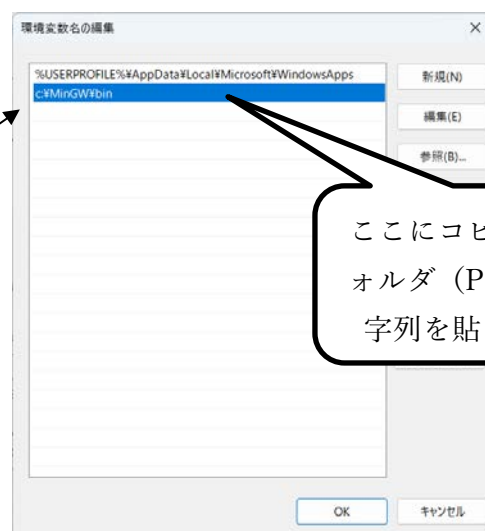 環境変数名の編集
%USERPROFILE%¥AppData¥Local¥Microsoft¥WindowsApps
新規(N)
c:¥MinGW¥bin
編集(E)
参照(B)...
ここにコピ
ォルダ（P
字列を貼
OK
キャンセル